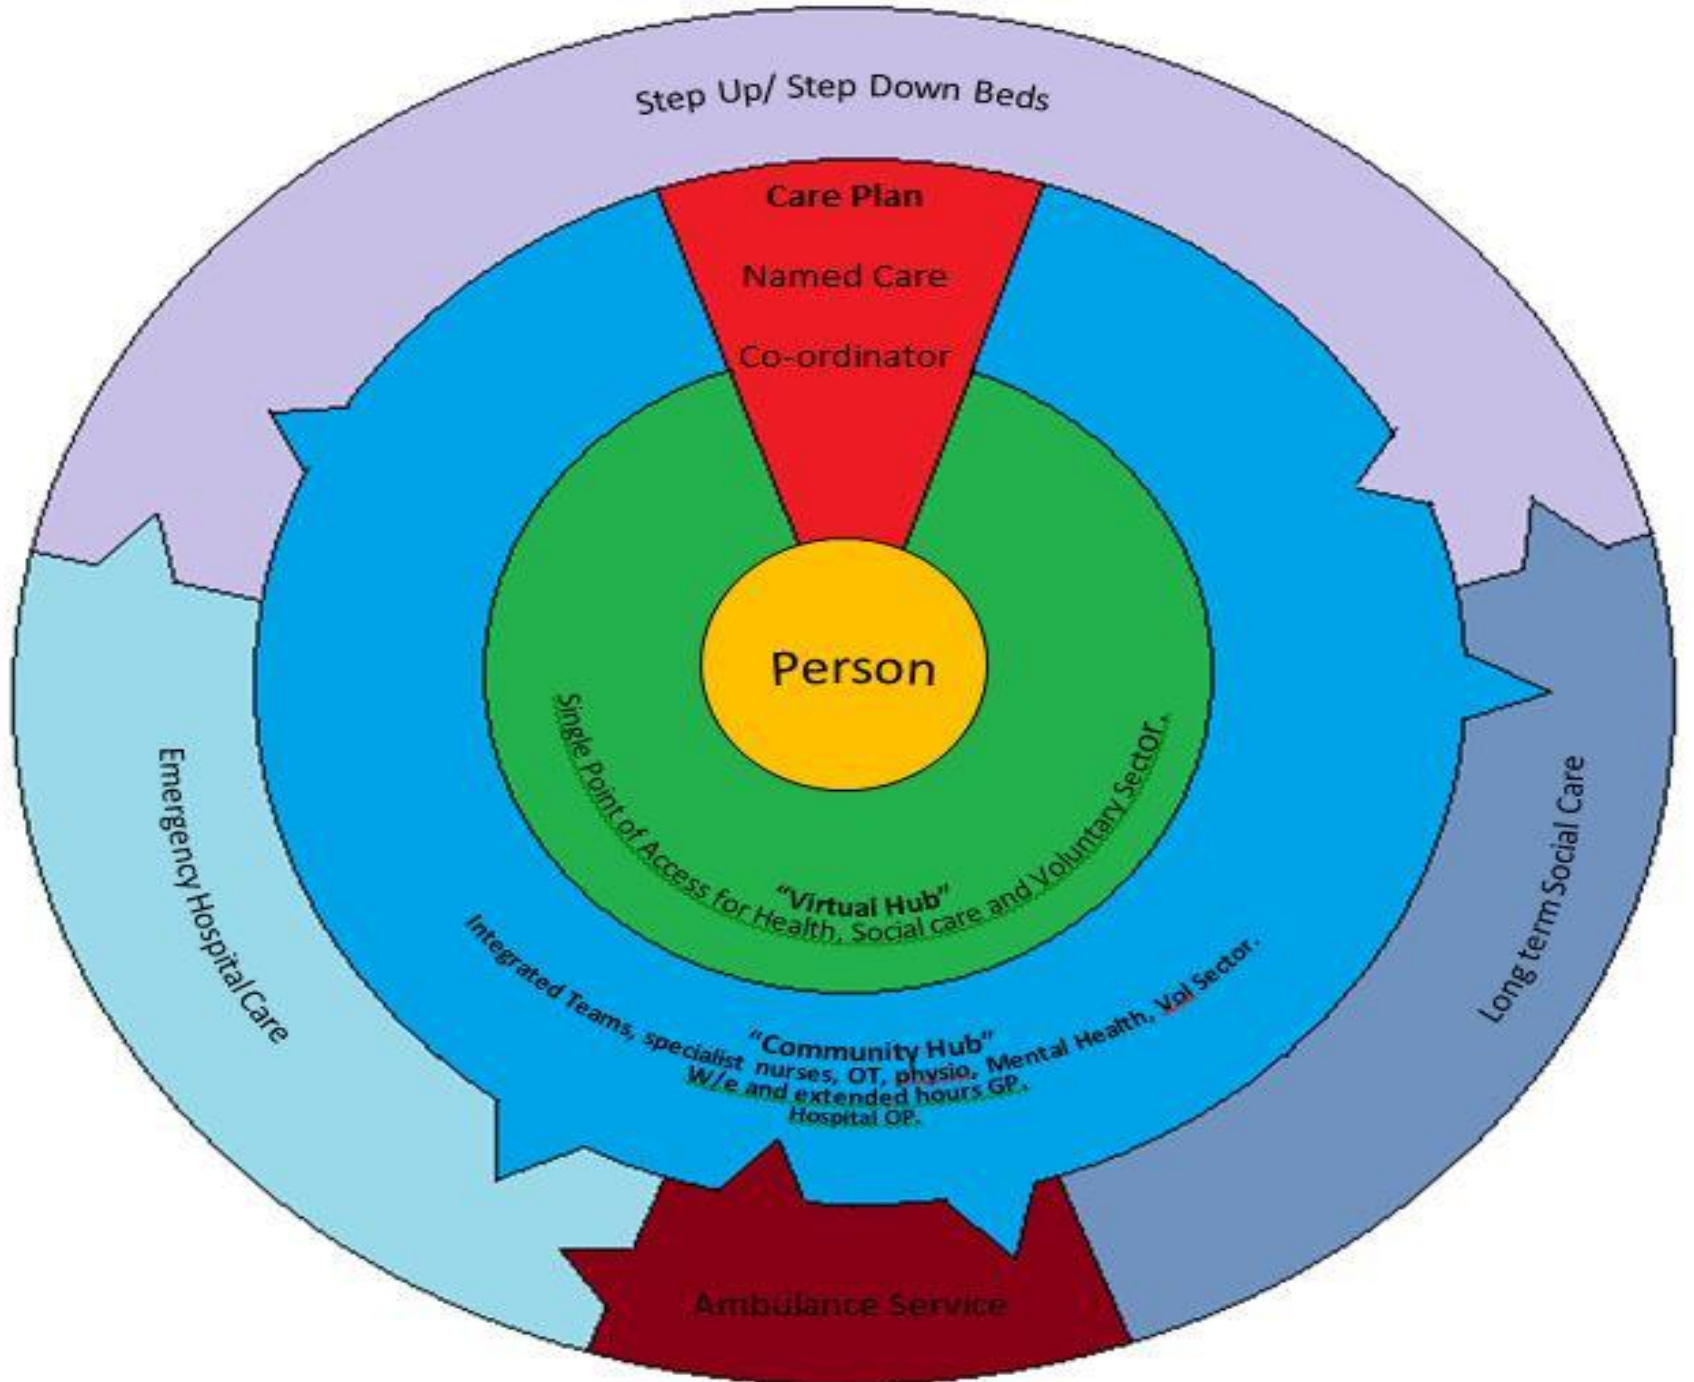 Step Up/ Step Down Beds
Care Plan
Named Care
Co-ordinator
Person
"Virtual Hub"
Single Point of Access for Health, Social care and Voluntary Sector.
"Community Hub"
Integrated Teams, specialist nurses, OT, physio, Mental Health, Vol Sector.
W/e and extended hours GP.
Hospital OP.
Emergency Hospital Care
Long term Social Care
Ambulance Service